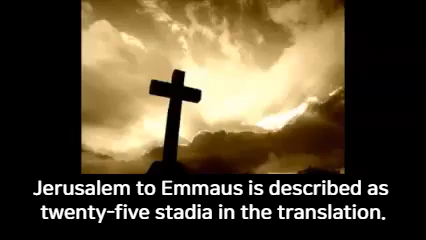 Jerusalem to Emmaus is described as
twenty-five stadia in the translation.